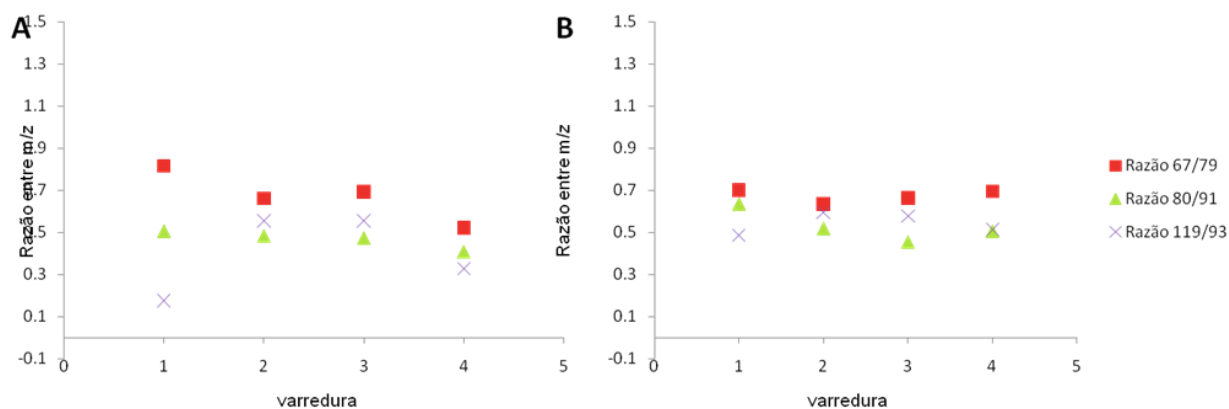 A
1.5
1.3
1.1
0.9
0.7
0.5
0.3
0.1
-0.1
0 1 2 3 4 5
Razão entre m/z
varredura
B
1.5
1.3
1.1
0.9
0.7
0.5
0.3
0.1
-0.1
0 1 2 3 4 5
Razão entre m/z
varredura
Razão 67/79
Razão 80/91
Razão 119/93